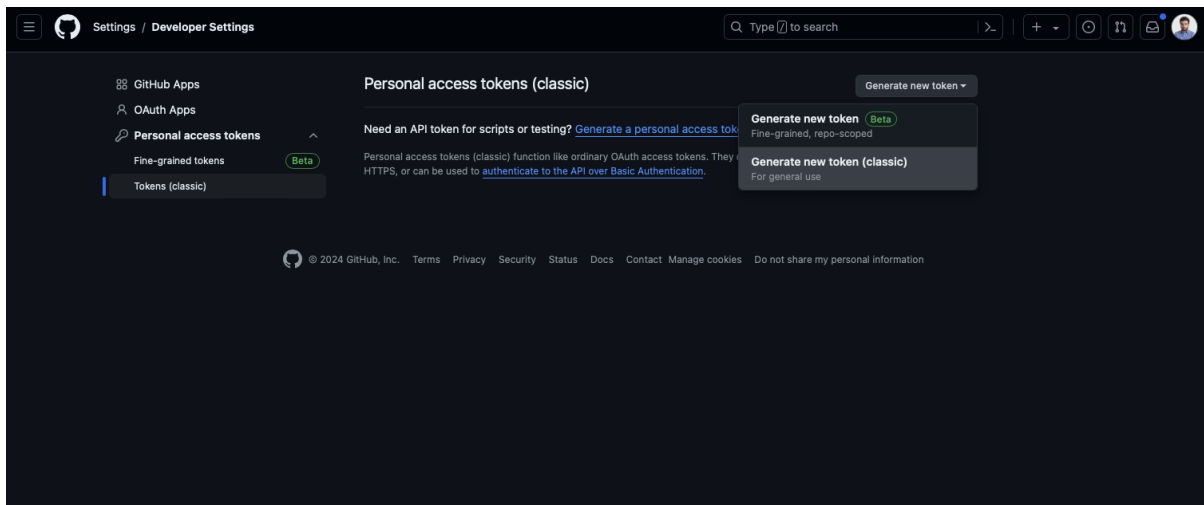 Settings / Developer Settings
Type / to search
GitHub Apps
OAuth Apps
Personal access tokens
Fine-grained tokens Beta
Tokens (classic)
Personal access tokens (classic)
Generate new token
Need an API token for scripts or testing? Generate a personal access
Personal access tokens (classic) function like ordinary OAuth access tokens. They
HTTPS, or can be used to authenticate to the API over Basic Authentication.
Generate new token Beta
Fine-grained, repo-scoped
Generate new token (classic)
For general use
© 2024 GitHub, Inc. Terms Privacy Security Status Docs Contact Manage cookies Do not share my personal information